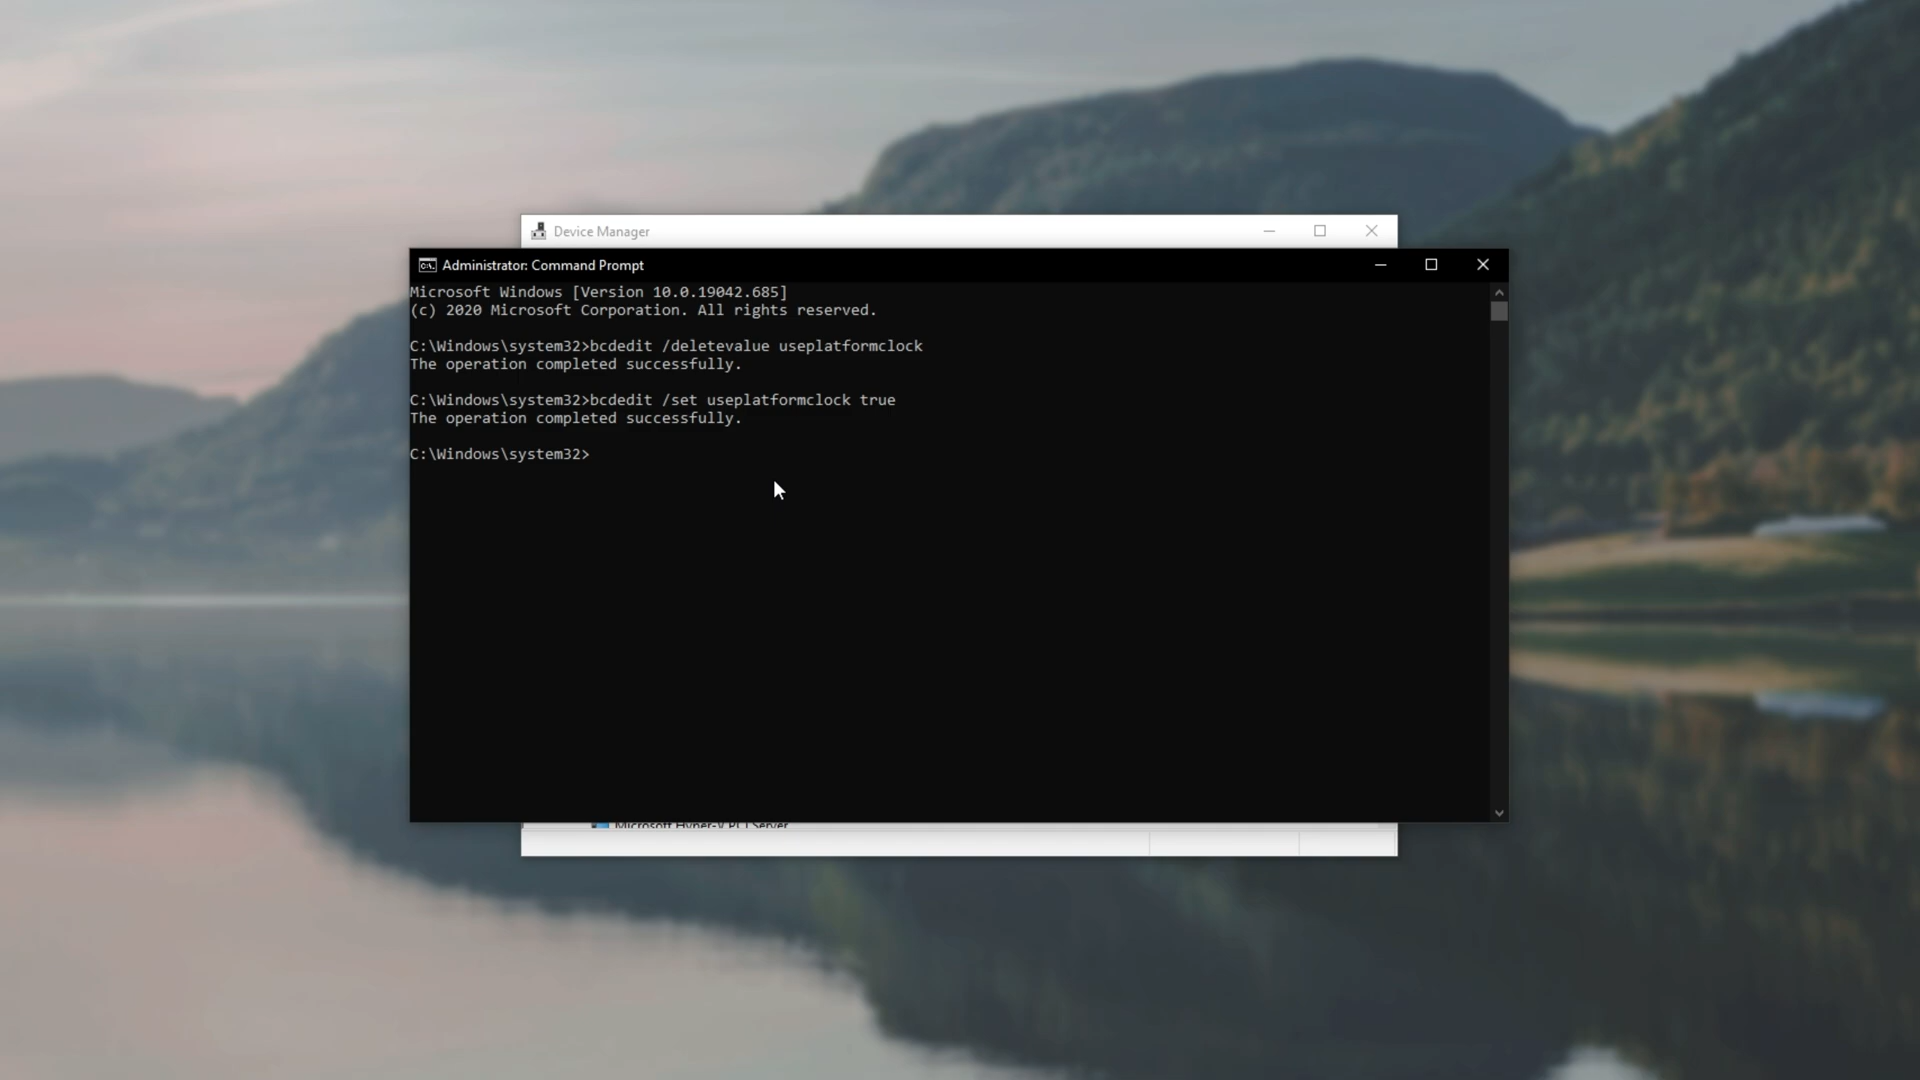 Device Manager
Administrator: Command Prompt
Microsoft Windows [Version 10.0.19042.685]
(c) 2020 Microsoft Corporation. All rights reserved.
C:\Windows\system32>bcdedit /deletevalue useplatformclock
The operation completed successfully.
C:\Windows\system32>bcdedit /set useplatformclock true
The operation completed successfully.
C:\Windows\system32>
Microsoft Hyper-V PCI Server